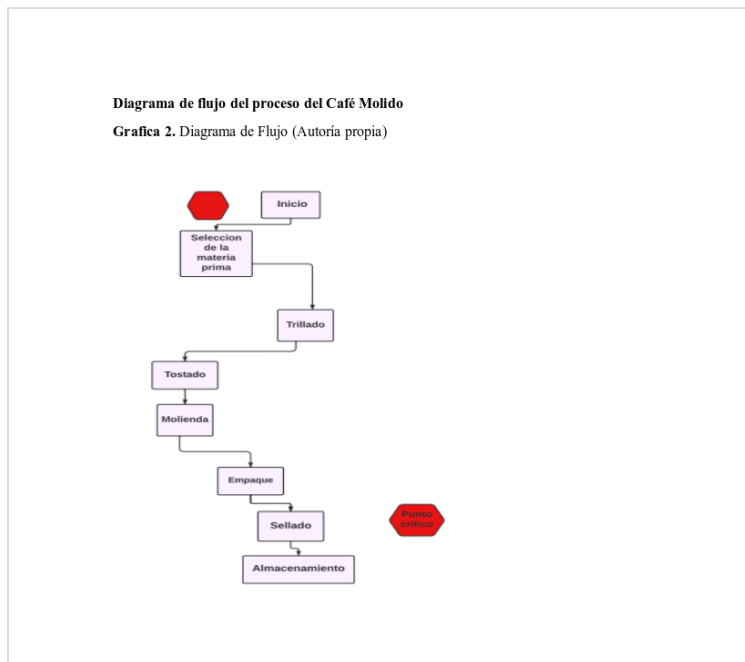 Diagrama de flujo del proceso del Café Molido
Grafica 2. Diagrama de Flujo (Autoría propia)
Inicio
Seleccion
de la
materia
prima
Trillado
Tostado
Molienda
Empaque
Punto
critico
Sellado
Almacenamiento